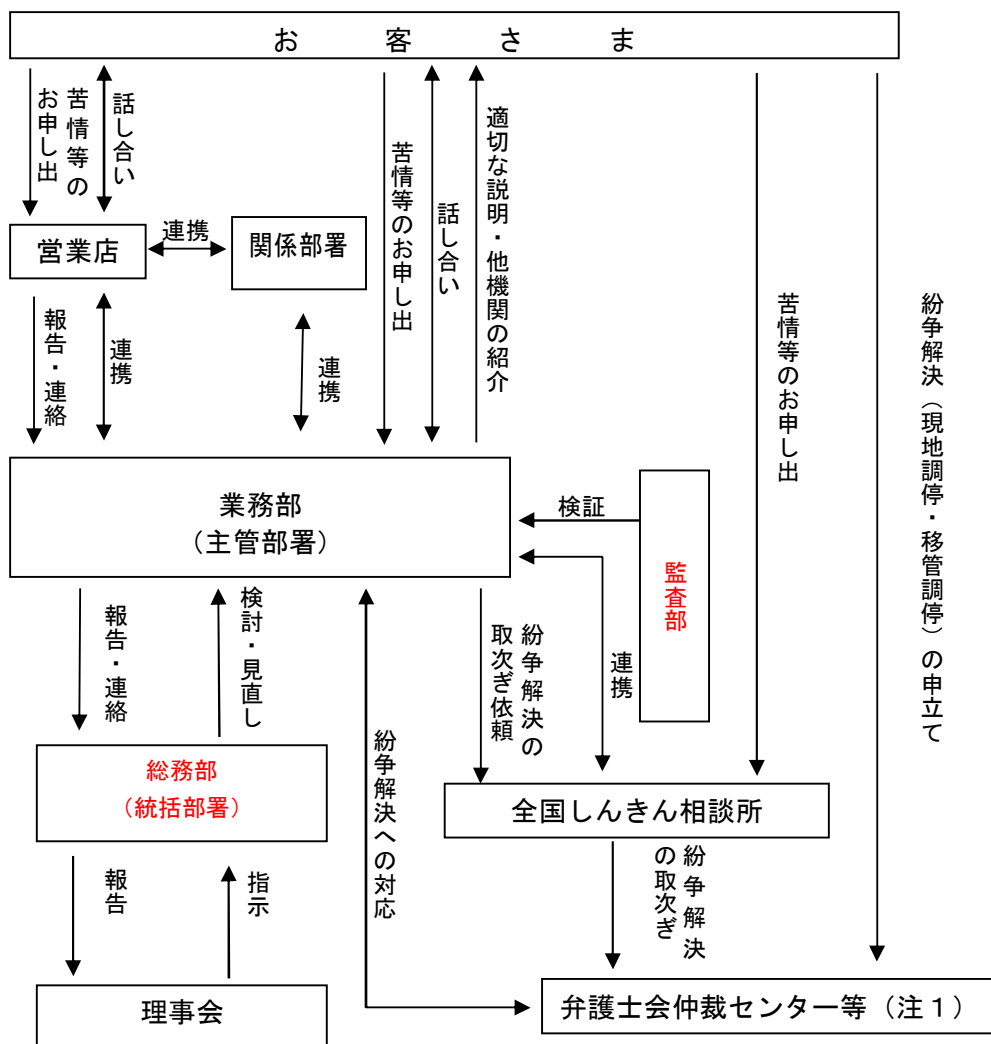 お客さま
苦情等の
お申し出
話し合い
苦情等のお申し出
話し合い
適切な説明・他機関の紹介
苦情等のお申し出
紛争解決（現地調停・移管調停）の申立て
営業店
連携
関係部署
報告・連絡
連携
連携
業務部
（主管部署）
検証
監査部
報告・連絡
検討・見直し
紛争解決への対応
紛争解決の
取次ぎ依頼
連携
総務部
（統括部署）
全国しんきん相談所
報告
指示
紛争解決
の取次ぎ
理事会
弁護士会仲裁センター等（注１）